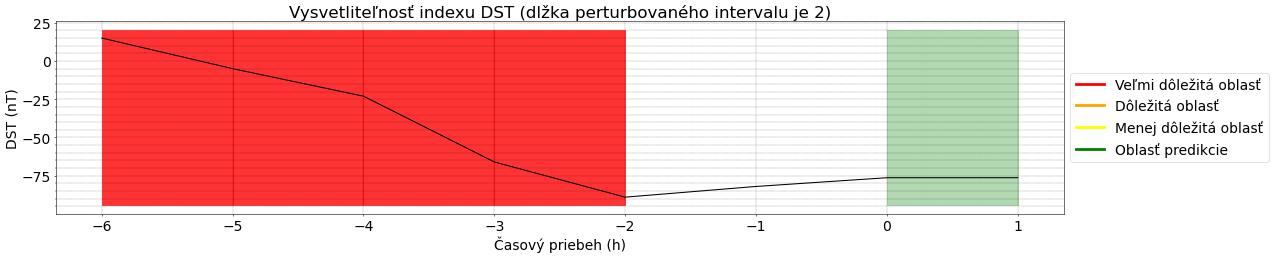 Vysvetliteľnosť indexu DST (dlžka perturbovaného intervalu je 2)
25
0
−25
−50
−75
DST (nT)
−6 −5 −4 −3 −2 −1 0 1
Časový priebeh (h)
Veľmi dôležitá oblasť
Dôležitá oblasť
Menej dôležitá oblasť
Oblasť predikcie